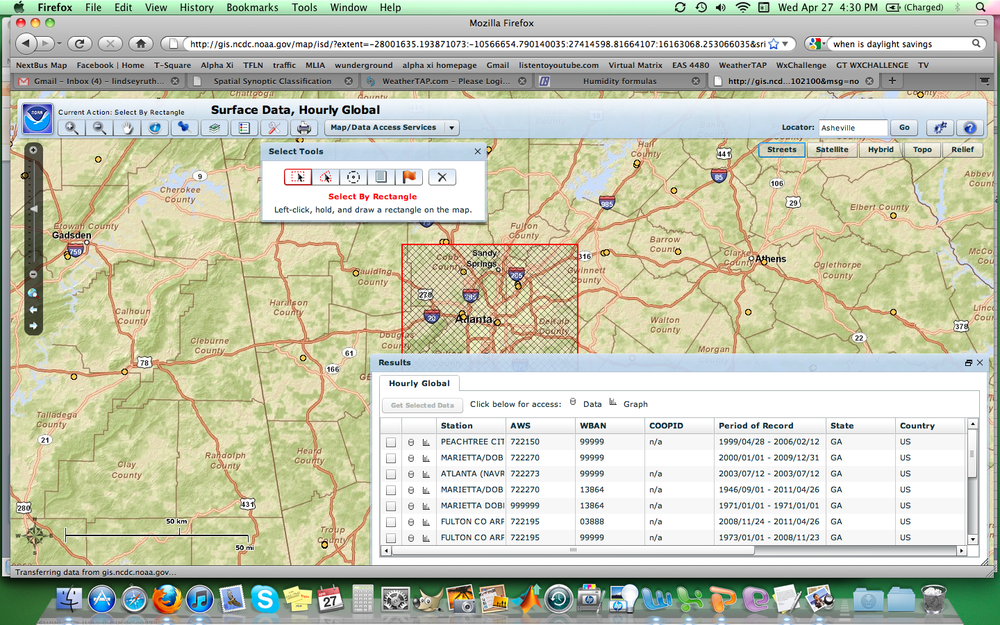 Firefox File Edit View History Bookmarks Tools Window Help Wed Apr 27 4:30 PM (Charged)
Mozilla Firefox
http://gis.ncdc.noaa.gov/map/isd/?extent=-28001635.193871073:-10566654.790140035:27414598.81664107:16163068.253066035&sri
when is daylight savings
NextBus Map Facebook | Home T-Square Alpha Xi TFLN traffic MLIA wunderground alpha xi homepage Gmail listentoyoutube.com Virtual Matrix EAS 4480 WeatherTAP WxChallenge GT WXCHALLENGE TV
Gmail - Inbox (4) - lindseyruth... Spatial Synoptic Classification WeatherTAP.com - Please Logi... Humidity formulas http://gis.ncd...102100&msg=no
Chattooga
NOAA
Current Action: Select By Rectangle
Surface Data, Hourly Global
Map/Data Access Services
Locator: Asheville Go
Streets Satellite Hybrid Topo Relief
Select Tools
Select By Rectangle
Left-click, hold, and draw a rectangle on the map.
Hall County
441
85
106
29
985
9
Cherokee County
Elbert County
Etowah County
Gadsden
759
Fulton County
Barrow County
Clarke County
Athens
Oglethorpe County
316
Gwinnett County
Sandy Springs
Cobb County
Paulding County
285
278
285
20
Atlanta
DeKalb County
Douglas County
Haralson County
Calhoun County
Cleburne County
Walton County
Morgan
378
22
78
61
166
Talladega County
21
Clay County
Randolph County
Heard County
431
280
Troup County
N
W E
S
50 km
50 mi
Results
Hourly Global
Get Selected Data Click below for access: Data Graph
Station AWS WBAN COOPID Period of Record State Country
PEACHTREE CIT 722150 99999 n/a 1999/04/28 - 2006/02/12 GA US
MARIETTA/DOB 722270 99999 2000/01/01 - 2009/12/31 GA US
ATLANTA (NAVR 722273 99999 n/a 2003/07/12 - 2003/07/12 GA US
MARIETTA/DOB 722270 13864 n/a 1946/09/01 - 2011/04/26 GA US
MARIETTA DOBI 999999 13864 n/a 1971/01/01 - 1971/01/01 GA US
FULTON CO ARP 722195 03888 n/a 2008/11/24 - 2011/04/26 GA US
FULTON CO ARP 722195 99999 n/a 1973/01/01 - 2008/11/23 GA US
Transferring data from gis.ncdc.noaa.gov...
APR
27